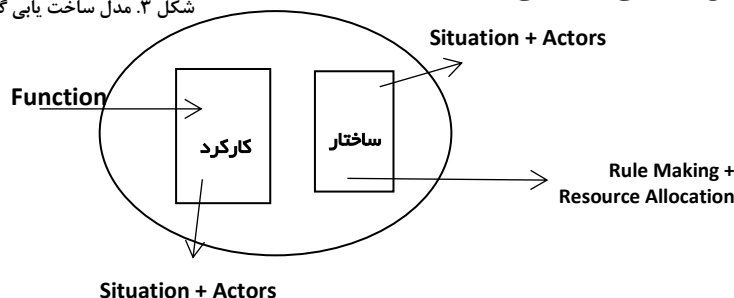 شکل ۳. مدل ساخت یابی
Situation + Actors
Function
کارکرد
ساختار
Rule Making +
Resource Allocation
Situation + Actors